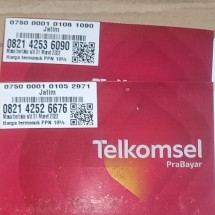 0750 0001 0106 1090
Jatim
0821 4253 6090
Masa berlaku s/d 31 Maret 2022
Harga termasuk PPN 10%
0750 0001 0105 2971
Jatim
0821 4252 6676
Masa berlaku s/d 31 Maret 2022
Harga termasuk PPN 10%
Telkomsel
PraBayar